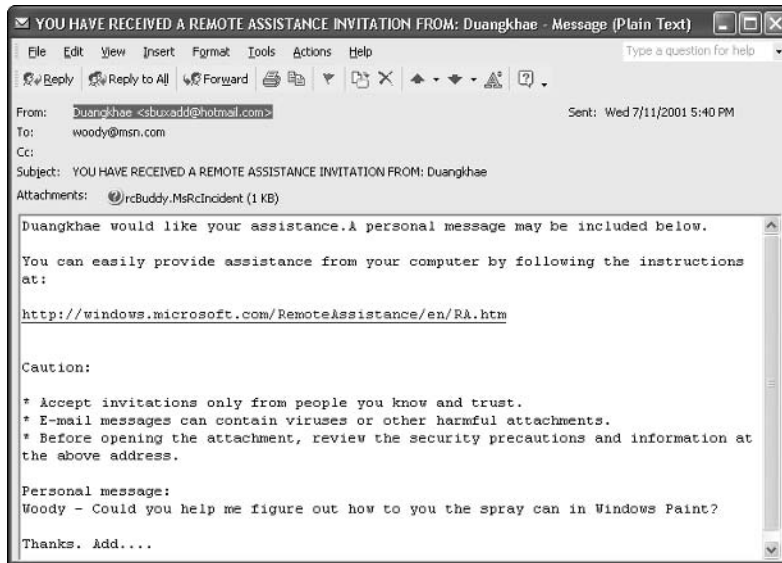 YOU HAVE RECEIVED A REMOTE ASSISTANCE INVITATION FROM: Duangkhae - Message (Plain Text)
File Edit View Insert Format Tools Actions Help Type a question for help
Reply Reply to All Forward
From: Duangkhae <sbuxadd@hotmail.com> Sent: Wed 7/11/2001 5:40 PM
To: woody@msn.com
Cc:
Subject: YOU HAVE RECEIVED A REMOTE ASSISTANCE INVITATION FROM: Duangkhae
Attachments: rcBuddy.MsRcIncident (1 KB)
Duangkhae would like your assistance.A personal message may be included below.
You can easily provide assistance from your computer by following the instructions
at:
http://windows.microsoft.com/RemoteAssistance/en/RA.htm
Caution:
* Accept invitations only from people you know and trust.
* E-mail messages can contain viruses or other harmful attachments.
* Before opening the attachment, review the security precautions and information at
the above address.
Personal message:
Woody - Could you help me figure out how to you the spray can in Windows Paint?
Thanks. Add....